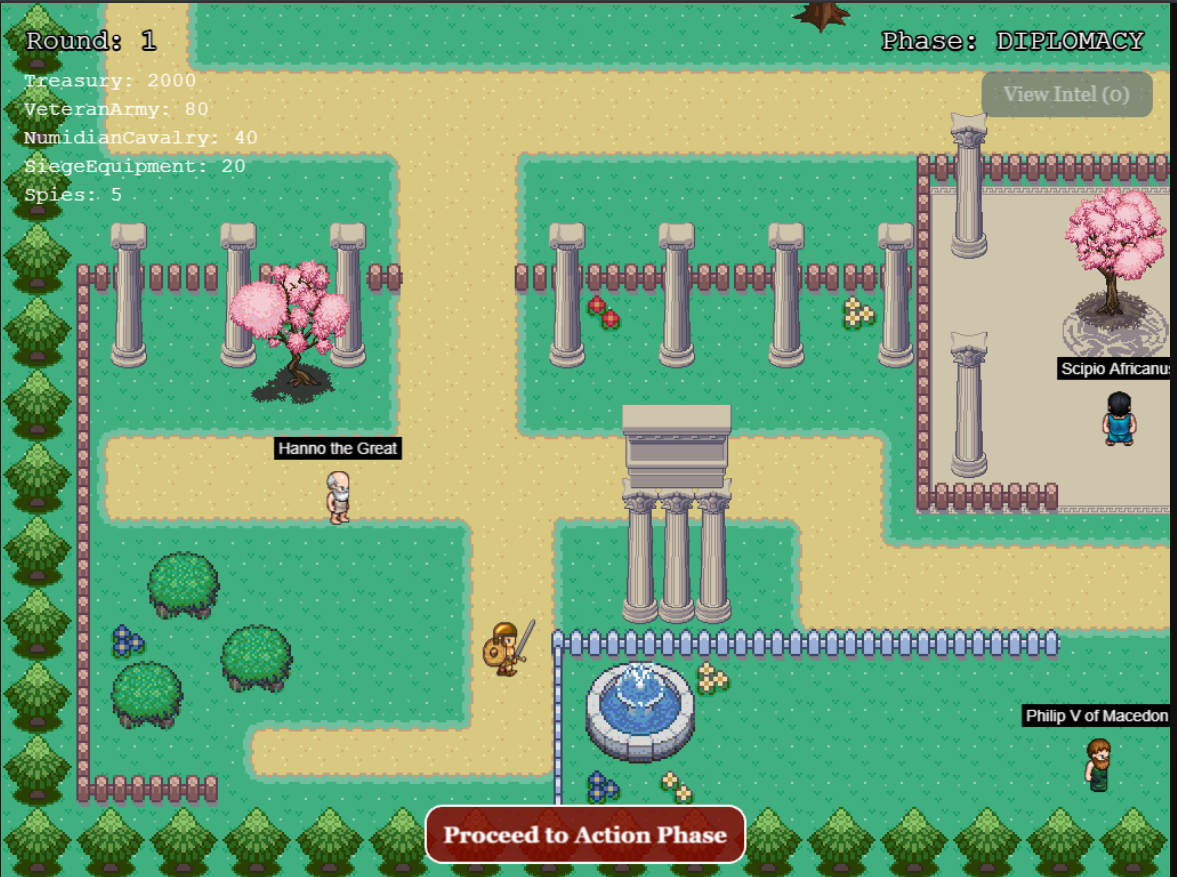 Round: 1
Phase: DIPLOMACY
Treasury: 2000
View Intel (0)
VeteranArmy: 80
NumidianCavalry: 40
SiegeEquipment: 20
Spies: 5
Scipio Africanus
Hanno the Great
Philip V of Macedon
Proceed to Action Phase